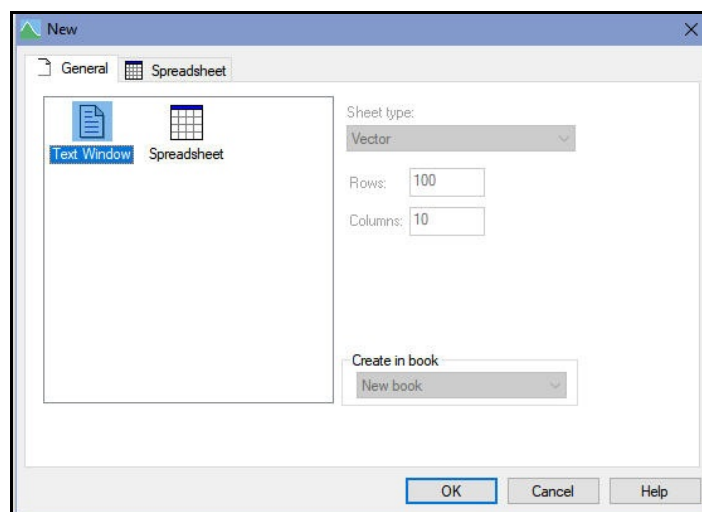 New
General
Spreadsheet
Text Window
Spreadsheet
Sheet type:
Vector
Rows: 100
Columns: 10
Create in book
New book
OK
Cancel
Help